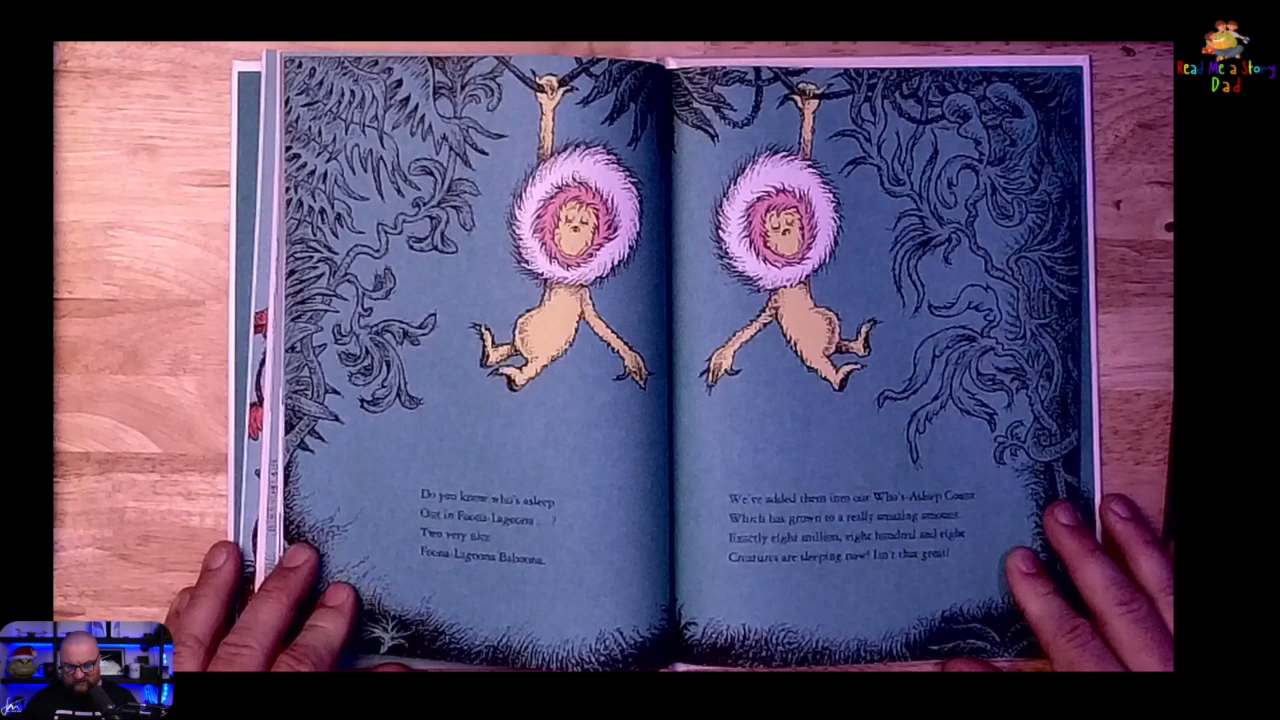 Read Me a Story
Dad
Do you know who's asleep
Out in Foona-Lagoona . . . ?
Two very nice
Foona-Lagoona Baboona.
We've added them into our Who's-Asleep Count
Which has grown to a really amazing amount.
Exactly eight million, eight hundred and eight
Creatures are sleeping now! Isn't that great!